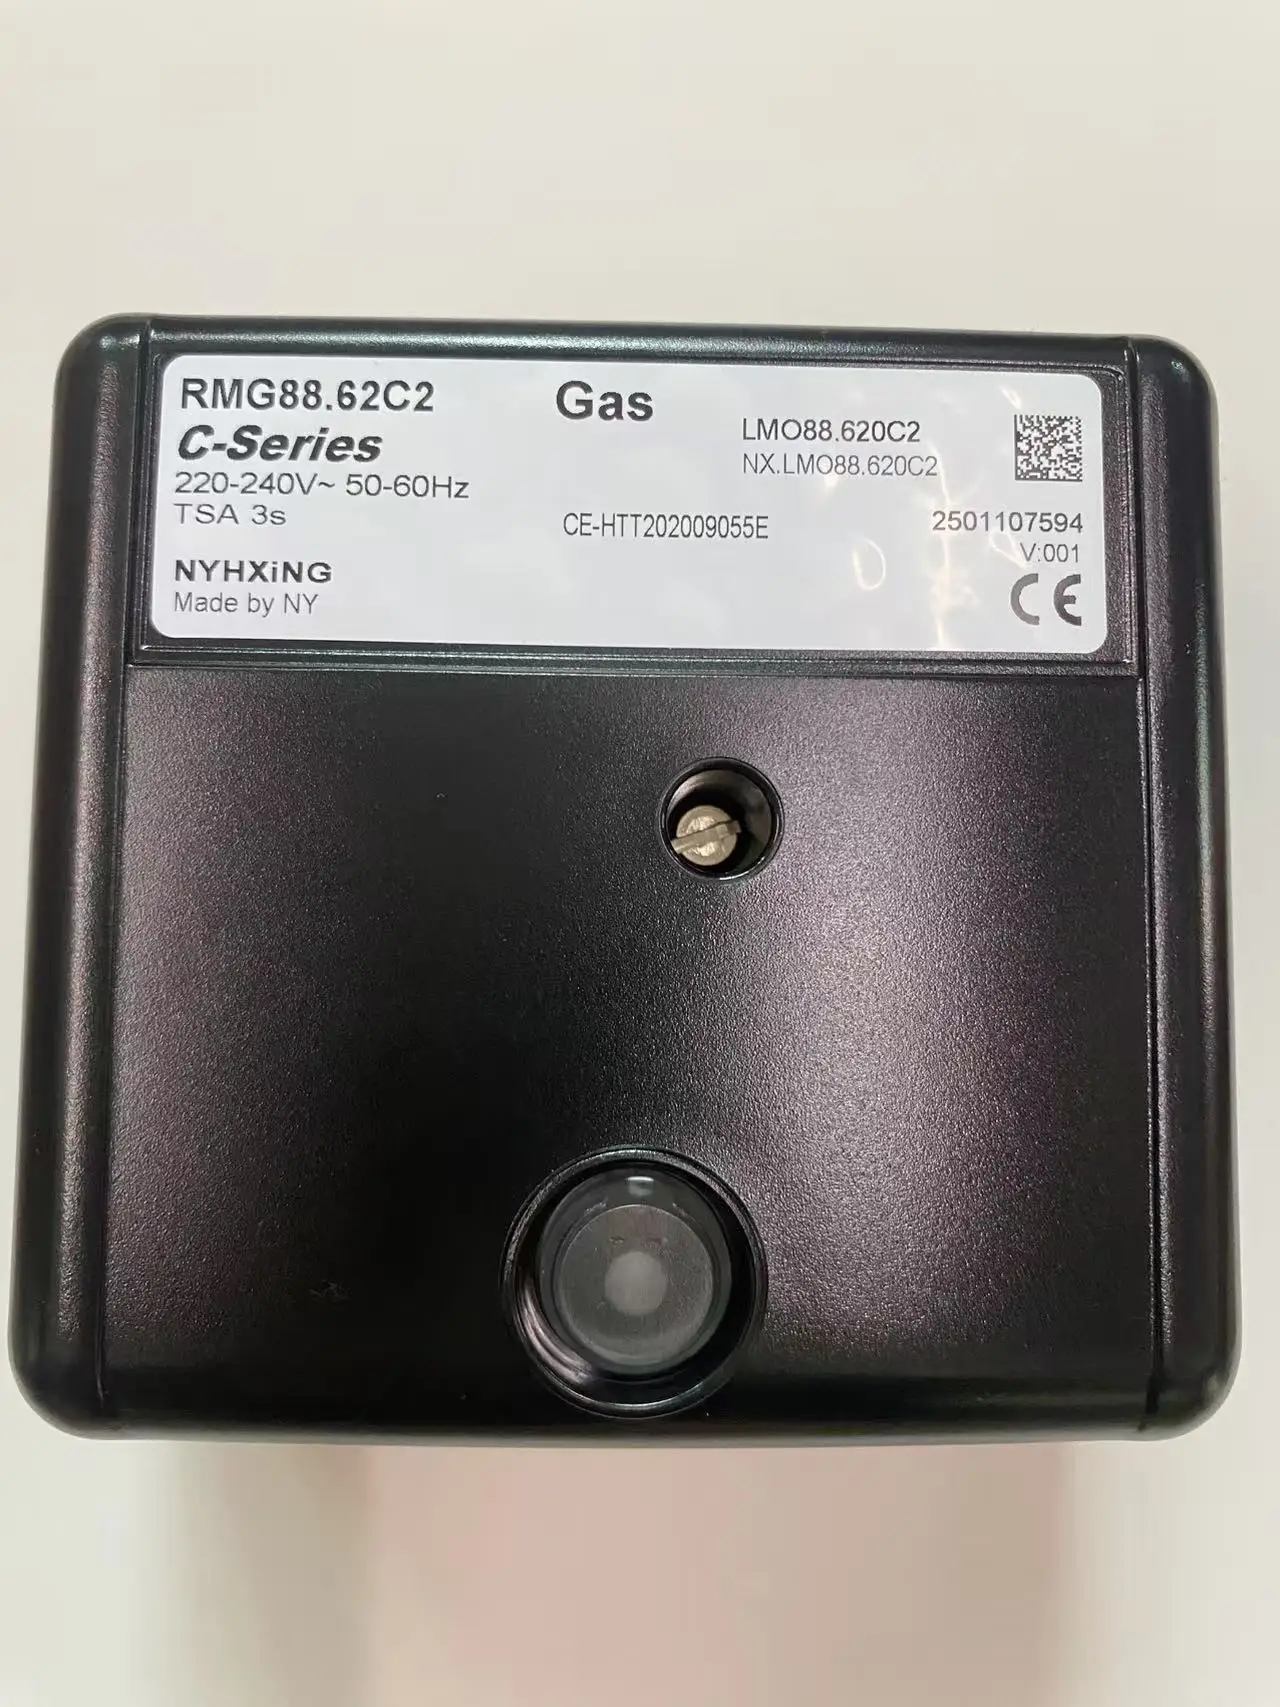 RMG88.62C2
C-Series
220-240V~ 50-60Hz
TSA 3s
NYHXiNG
Made by NY
Gas
CE-HTT202009055E
LMO88.620C2
NX.LMO88.620C2
2501107594
V:001
CE